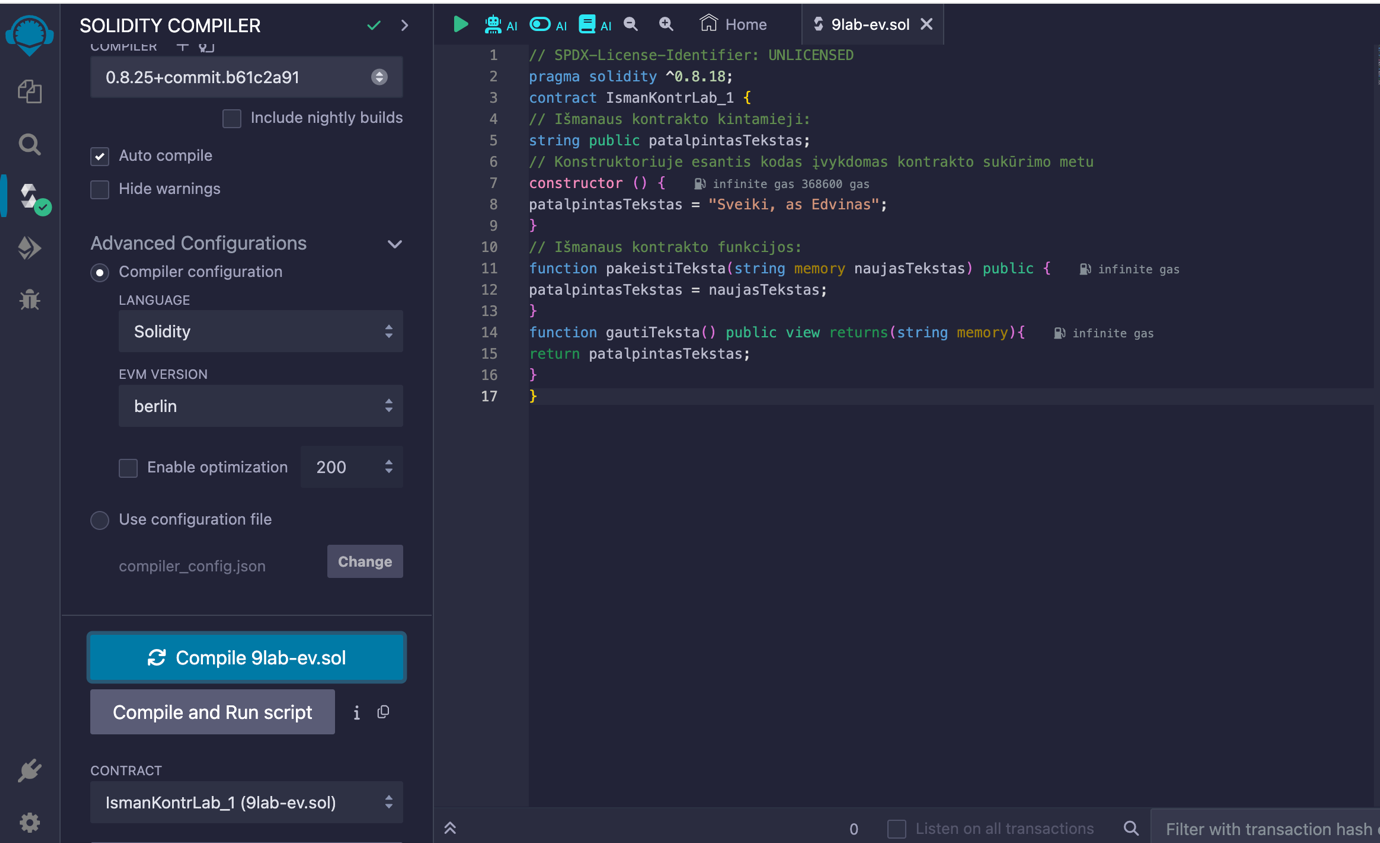 SOLIDITY COMPILER
COMPILER
0.8.25+commit.b61c2a91
Include nightly builds
Auto compile
Hide warnings
Advanced Configurations
Compiler configuration
LANGUAGE
Solidity
EVM VERSION
berlin
Enable optimization 200
Use configuration file
compiler_config.json Change
Compile 9lab-ev.sol
Compile and Run script i
CONTRACT
IsmanKontrLab_1 (9lab-ev.sol)
AI AI AI Home 9lab-ev.sol
1 // SPDX-License-Identifier: UNLICENSED
2 pragma solidity ^0.8.18;
3 contract IsmanKontrLab_1 {
4 // Išmanaus kontrakto kintamieji:
5 string public patalpintasTekstas;
6 // Konstruktoriuje esantis kodas įvykdomas kontrakto sukūrimo metu
7 constructor () { infinite gas 368600 gas
8 patalpintasTekstas = "Sveiki, as Edvinas";
9 }
10 // Išmanaus kontrakto funkcijos:
11 function pakeistiTeksta(string memory naujasTekstas) public { infinite gas
12 patalpintasTekstas = naujasTekstas;
13 }
14 function gautiTeksta() public view returns(string memory){ infinite gas
15 return patalpintasTekstas;
16 }
17 }
0 Listen on all transactions Filter with transaction hash